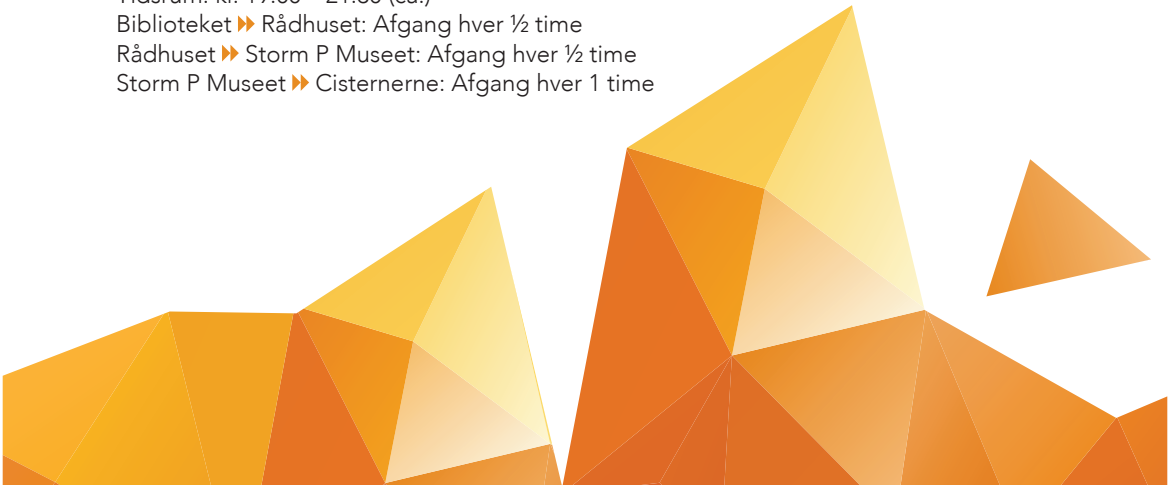 Biblioteket Rådhuset: Afgang hver ½ time
Rådhuset Storm P Museet: Afgang hver ½ time
Storm P Museet Cisternerne: Afgang hver 1 time